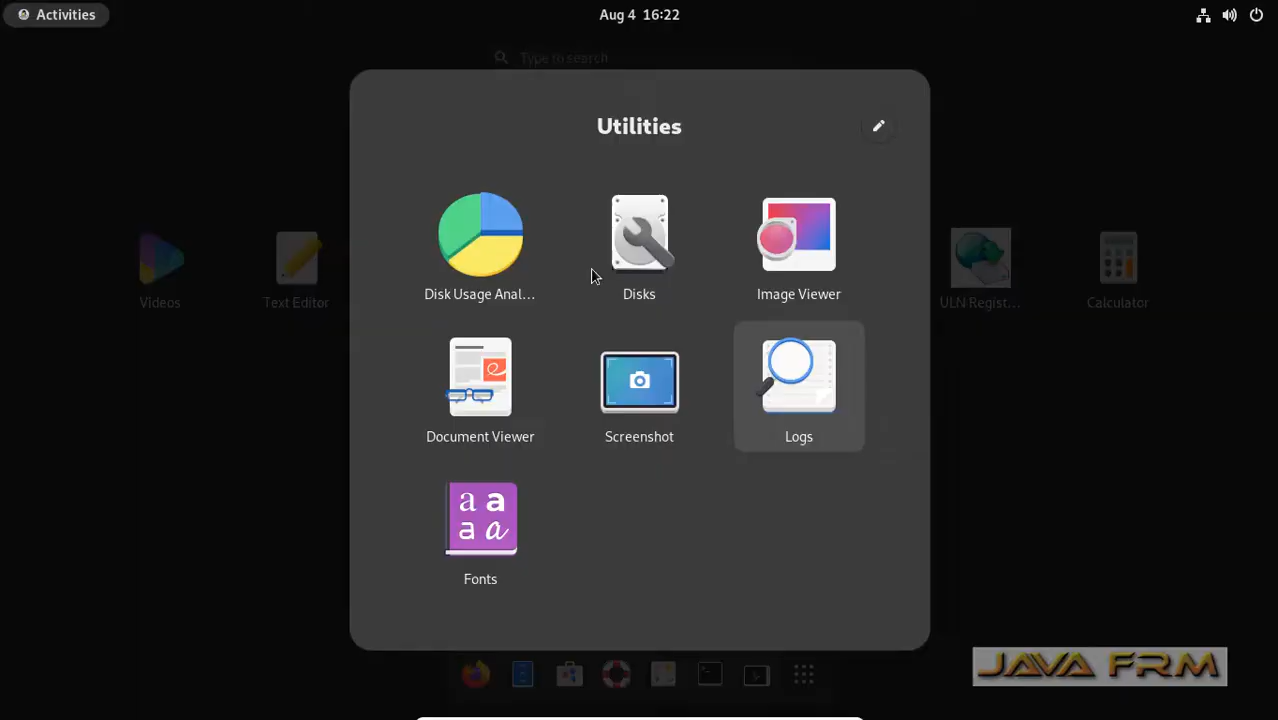 Activities
Aug 4 16:22
Type to search
Utilities
Disk Usage Anal...
Disks
Image Viewer
Videos
Text Editor
ULN Regist...
Calculator
Document Viewer
Screenshot
Logs
a a
a a
Fonts
JAVA FRM